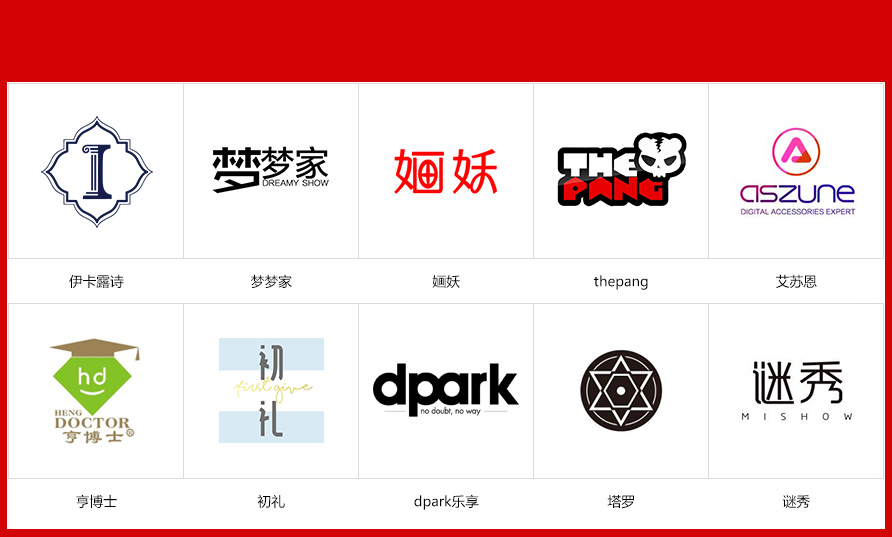 I
梦梦家
DREAMY SHOW
婳妖
THE
PANG
aszune
DIGITAL ACCESSORIES EXPERT
伊卡露诗
梦梦家
婳妖
thepang
艾苏恩
hd
HENG
DOCTOR
亨博士®
初
first give
礼
dpark
no doubt, no way
谜秀
MISHOW
亨博士
初礼
dpark乐享
塔罗
谜秀